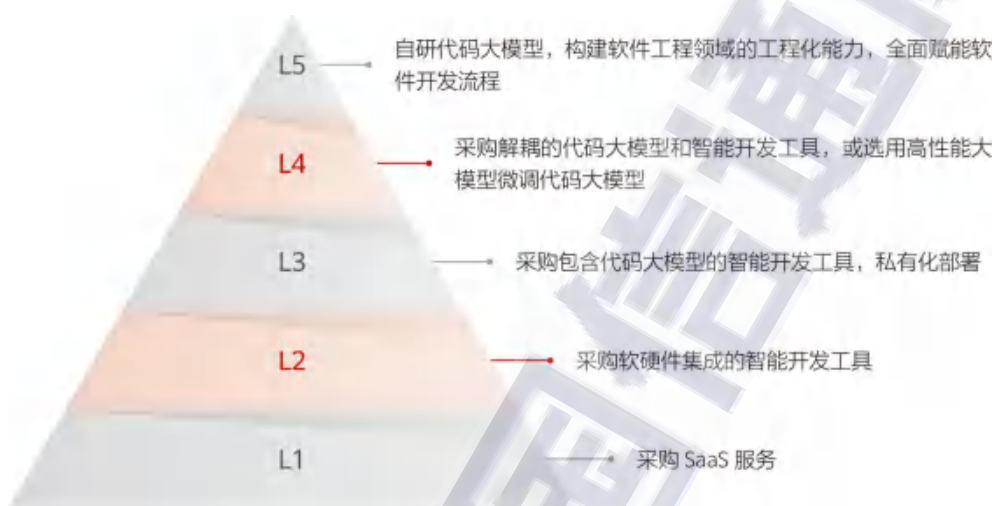 L5
自研代码大模型，构建软件工程领域的工程化能力，全面赋能软
件开发流程
L4
采购解耦的代码大模型和智能开发工具，或选用高性能大
模型微调代码大模型
L3
采购包含代码大模型的智能开发工具，私有化部署
L2
采购软硬件集成的智能开发工具
L1
采购 SaaS 服务
国信通